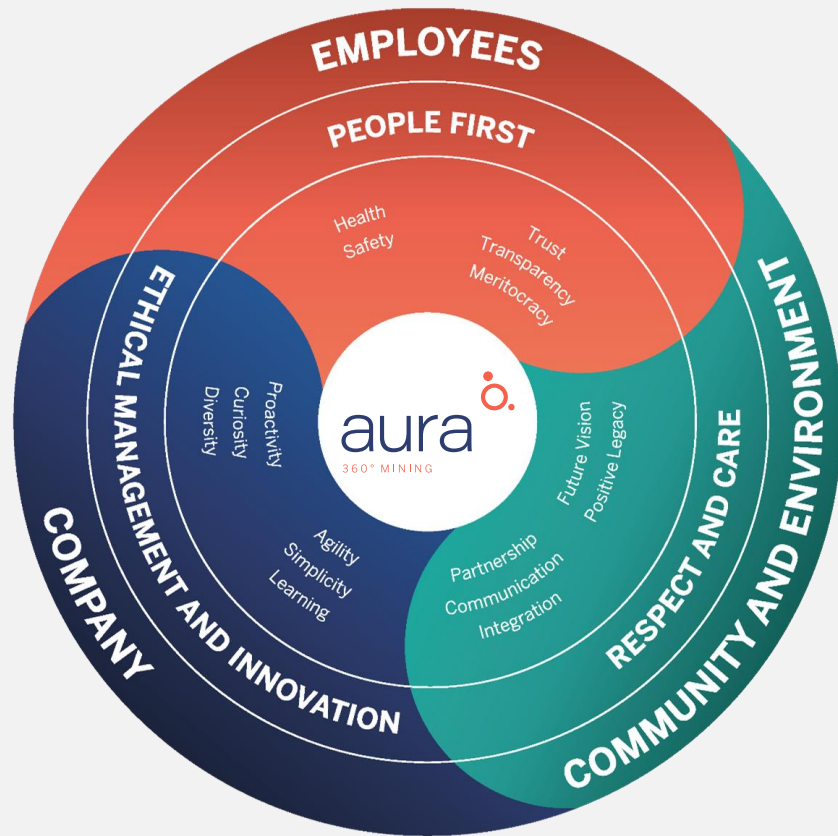 EMPLOYEES
PEOPLE FIRST
Health
Safety
Trust
Transparency
Meritocracy
COMMUNITY AND ENVIRONMENT
RESPECT AND CARE
Future Vision
Positive Legacy
Partnership
Communication
Integration
COMPANY
ETHICAL MANAGEMENT AND INNOVATION
Proactivity
Curiosity
Diversity
Agility
Simplicity
Learning
aura
360° MINING